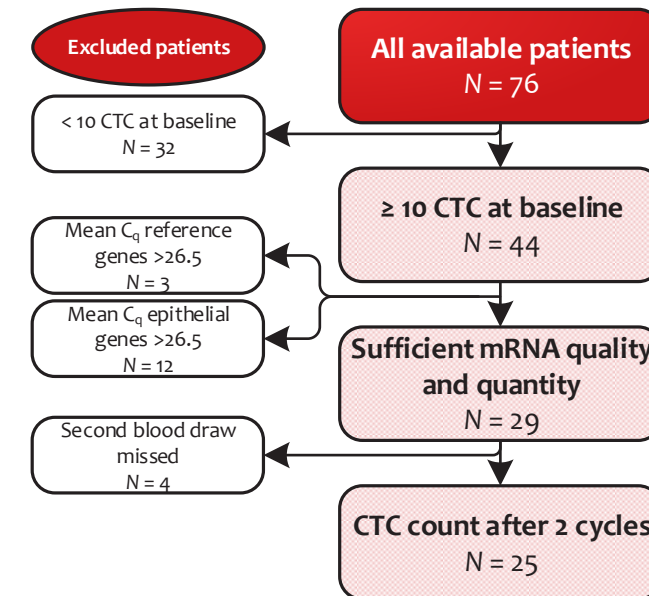 Excluded patients
All available patients
N = 76
< 10 CTC at baseline
N = 32
≥ 10 CTC at baseline
N = 44
Mean Cq reference
genes >26.5
N = 3
Mean Cq epithelial
genes >26.5
N = 12
Sufficient mRNA quality
and quantity
N = 29
Second blood draw
missed
N = 4
CTC count after 2 cycles
N = 25